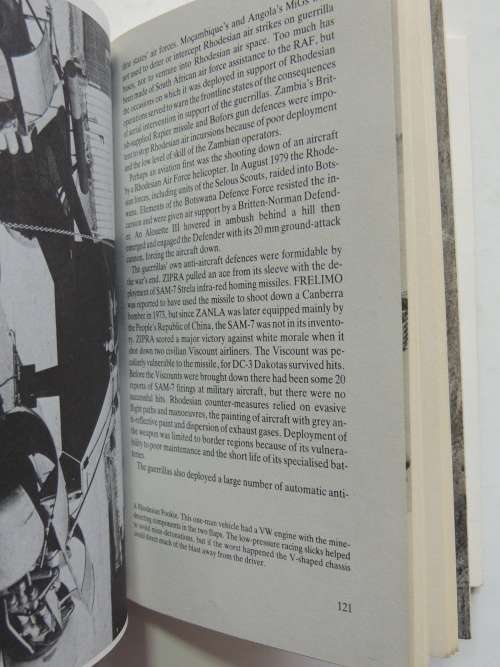 line states' air forces. Moçambique's and Angola's MiGs were
not used to deter or intercept Rhodesian air strikes on guerrilla
bases, nor to venture into Rhodesian air space. Too much has
been made of South African air force assistance to the RAF, but
the occasions on which it was deployed in support of Rhodesian
operations served to warn the frontline states of the consequences
of aerial intervention in support of the guerrillas. Zambia's Brit-
ish-supplied Rapier missile and Bofors gun defences were impo-
tent to stop Rhodesian air incursions because of poor deployment
and the low level of skill of the Zambian operators.
Perhaps an aviation first was the shooting down of an aircraft
by a Rhodesian Air Force helicopter. In August 1979 the Rhode-
sian forces, including units of the Selous Scouts, raided into Bots-
wana. Elements of the Botswana Defence Force resisted the in-
cursion and were given air support by a Britten-Norman Defend-
er. An Alouette III hovered in ambush behind a hill then
emerged and engaged the Defender with its 20 mm ground-attack
cannon, forcing the aircraft down.
The guerrillas' own anti-aircraft defences were formidable by
the war's end. ZIPRA pulled an ace from its sleeve with the de-
ployment of SAM-7 Strela infra-red homing missiles. FRELIMO
was reported to have used the missile to shoot down a Canberra
bomber in 1973, but since ZANLA was later equipped mainly by
the People's Republic of China, the SAM-7 was not in its invento-
ry. ZIPRA scored a major victory against white morale when it
shot down two civilian Viscount airliners. The Viscount was pe-
culiarly vulnerable to the missile, for DC-3 Dakotas survived hits.
Before the Viscounts were brought down there had been some 20
reports of SAM-7 firings at military aircraft, but there were no
successful hits. Rhodesian counter-measures relied on evasive
flight paths and manoeuvres, the painting of aircraft with grey an-
ti-reflective paint and dispersion of exhaust gases. Deployment of
the weapon was limited to border regions because of its vulnera-
bility to poor maintenance and the short life of its specialised bat-
teries.
The guerrillas also deployed a large number of automatic anti-
A Rhodesian Pookie. This one-man vehicle had a VW engine with the mine-
detecting components in the two flaps. The low-pressure racing slicks helped
to avoid mine detonations, but if the worst happened the V-shaped chassis
would direct much of the blast away from the driver.
121